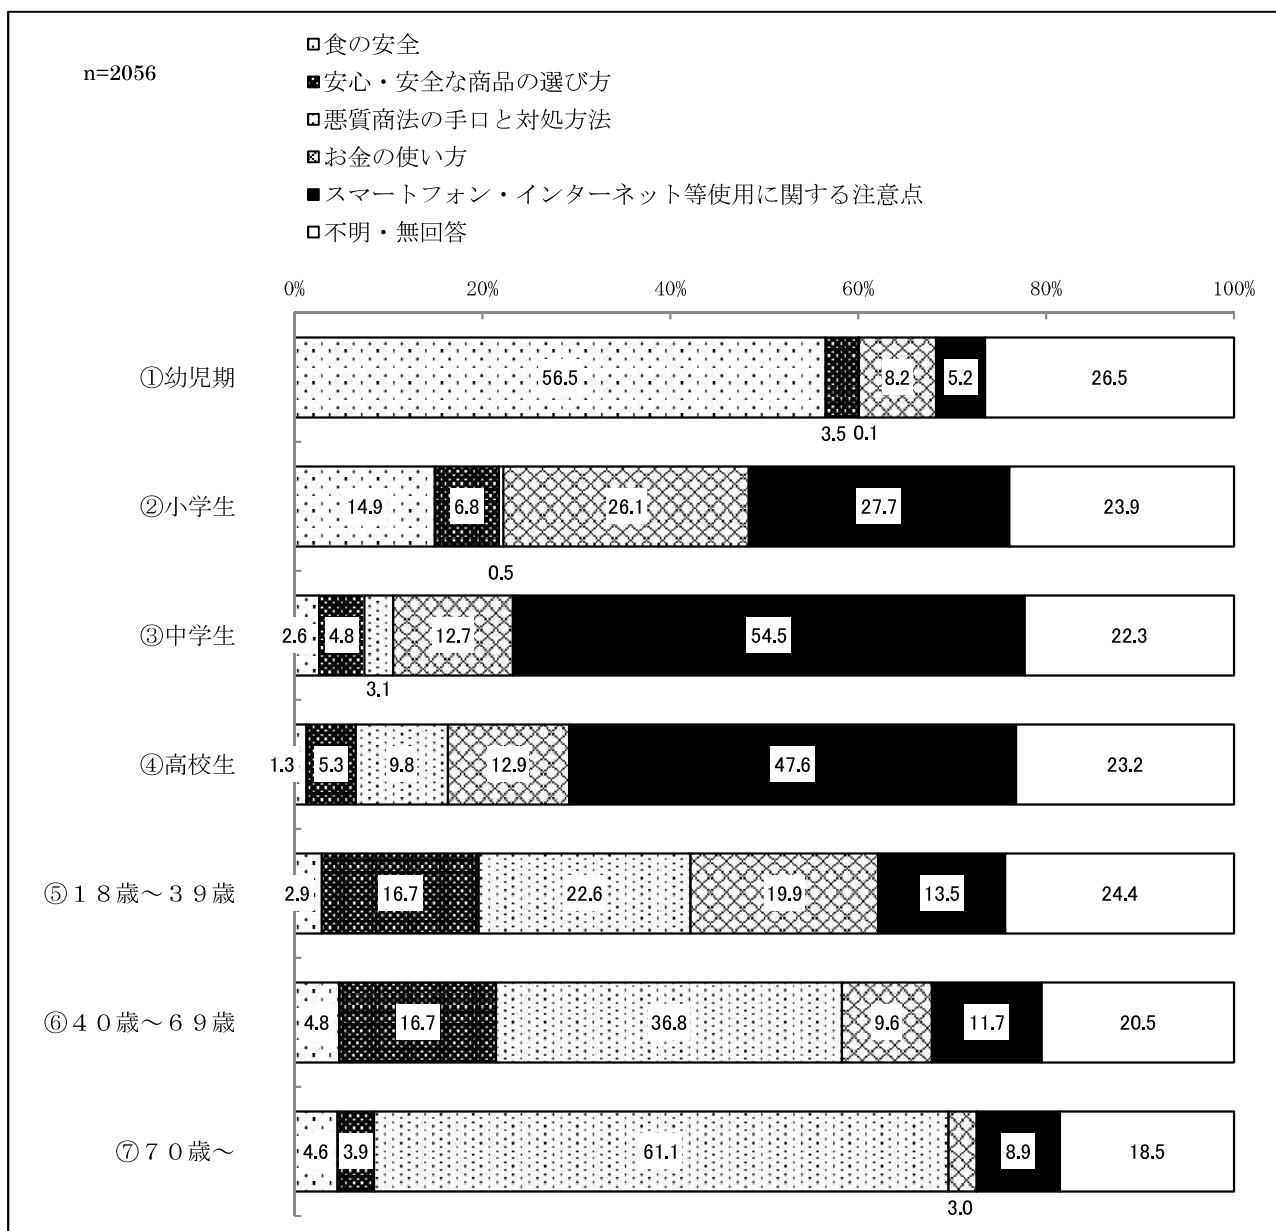 n=2056
食の安全
安心・安全な商品の選び方
悪質商法の手口と対処方法
お金の使い方
スマートフォン・インターネット等使用に関する注意点
不明・無回答
0% 20% 40% 60% 80% 100%
①幼児期 56.5 8.2 5.2 26.5
3.5 0.1
②小学生 14.9 6.8 26.1 27.7 23.9
0.5
③中学生 2.6 4.8 12.7 54.5 22.3
3.1
④高校生 1.3 5.3 9.8 12.9 47.6 23.2
⑤１８歳～３９歳 2.9 16.7 22.6 19.9 13.5 24.4
⑥４０歳～６９歳 4.8 16.7 36.8 9.6 11.7 20.5
⑦７０歳～ 4.6 3.9 61.1 8.9 18.5
3.0